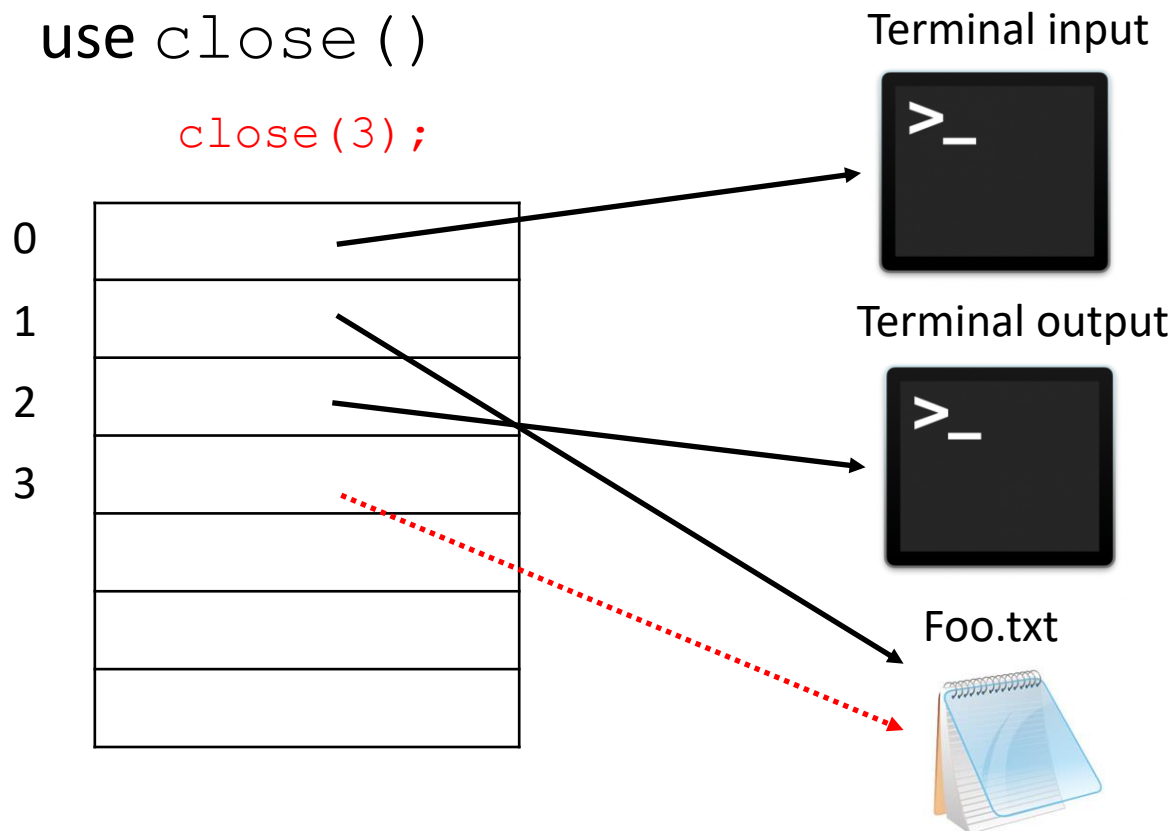 use close()
close(3);
0
1
2
3
Terminal input
>_
Terminal output
>_
Foo.txt